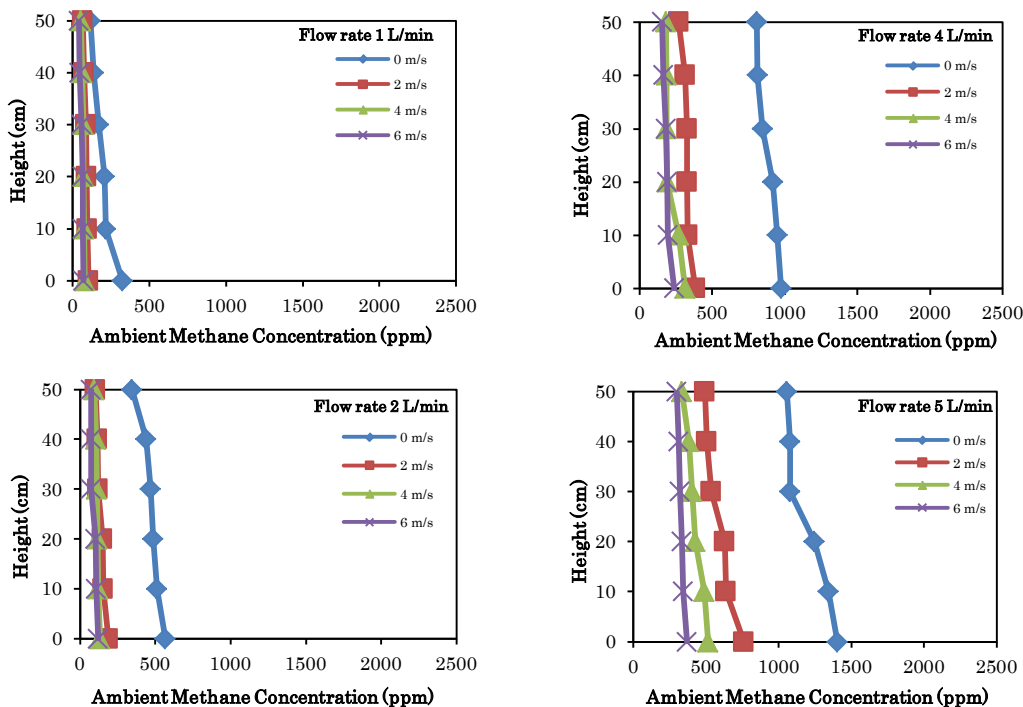 Flow rate 1 L/min
0 m/s
2 m/s
4 m/s
6 m/s
50
40
30
20
10
0
Height (cm)
0 500 1000 1500 2000 2500
Ambient Methane Concentration (ppm)
Flow rate 4 L/min
0 m/s
2 m/s
4 m/s
6 m/s
50
40
30
20
10
0
Height (cm)
0 500 1000 1500 2000 2500
Ambient Methane Concentration (ppm)
Flow rate 2 L/min
0 m/s
2 m/s
4 m/s
6 m/s
50
40
30
20
10
0
Height (cm)
0 500 1000 1500 2000 2500
Ambient Methane Concentration (ppm)
Flow rate 5 L/min
0 m/s
2 m/s
4 m/s
6 m/s
50
40
30
20
10
0
Height (cm)
0 500 1000 1500 2000 2500
Ambient Methane Concentration (ppm)